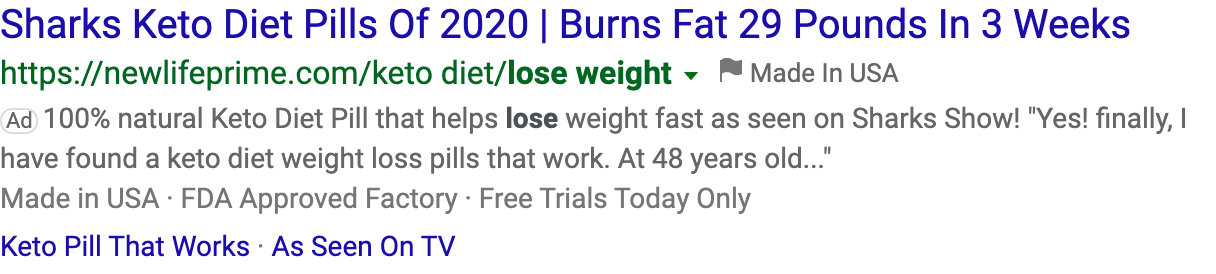 Sharks Keto Diet Pills Of 2020 | Burns Fat 29 Pounds In 3 Weeks
https://newlifeprime.com/keto diet/lose weight Made In USA
Ad 100% natural Keto Diet Pill that helps lose weight fast as seen on Sharks Show! "Yes! finally, I
have found a keto diet weight loss pills that work. At 48 years old..."
Made in USA · FDA Approved Factory · Free Trials Today Only
Keto Pill That Works · As Seen On TV